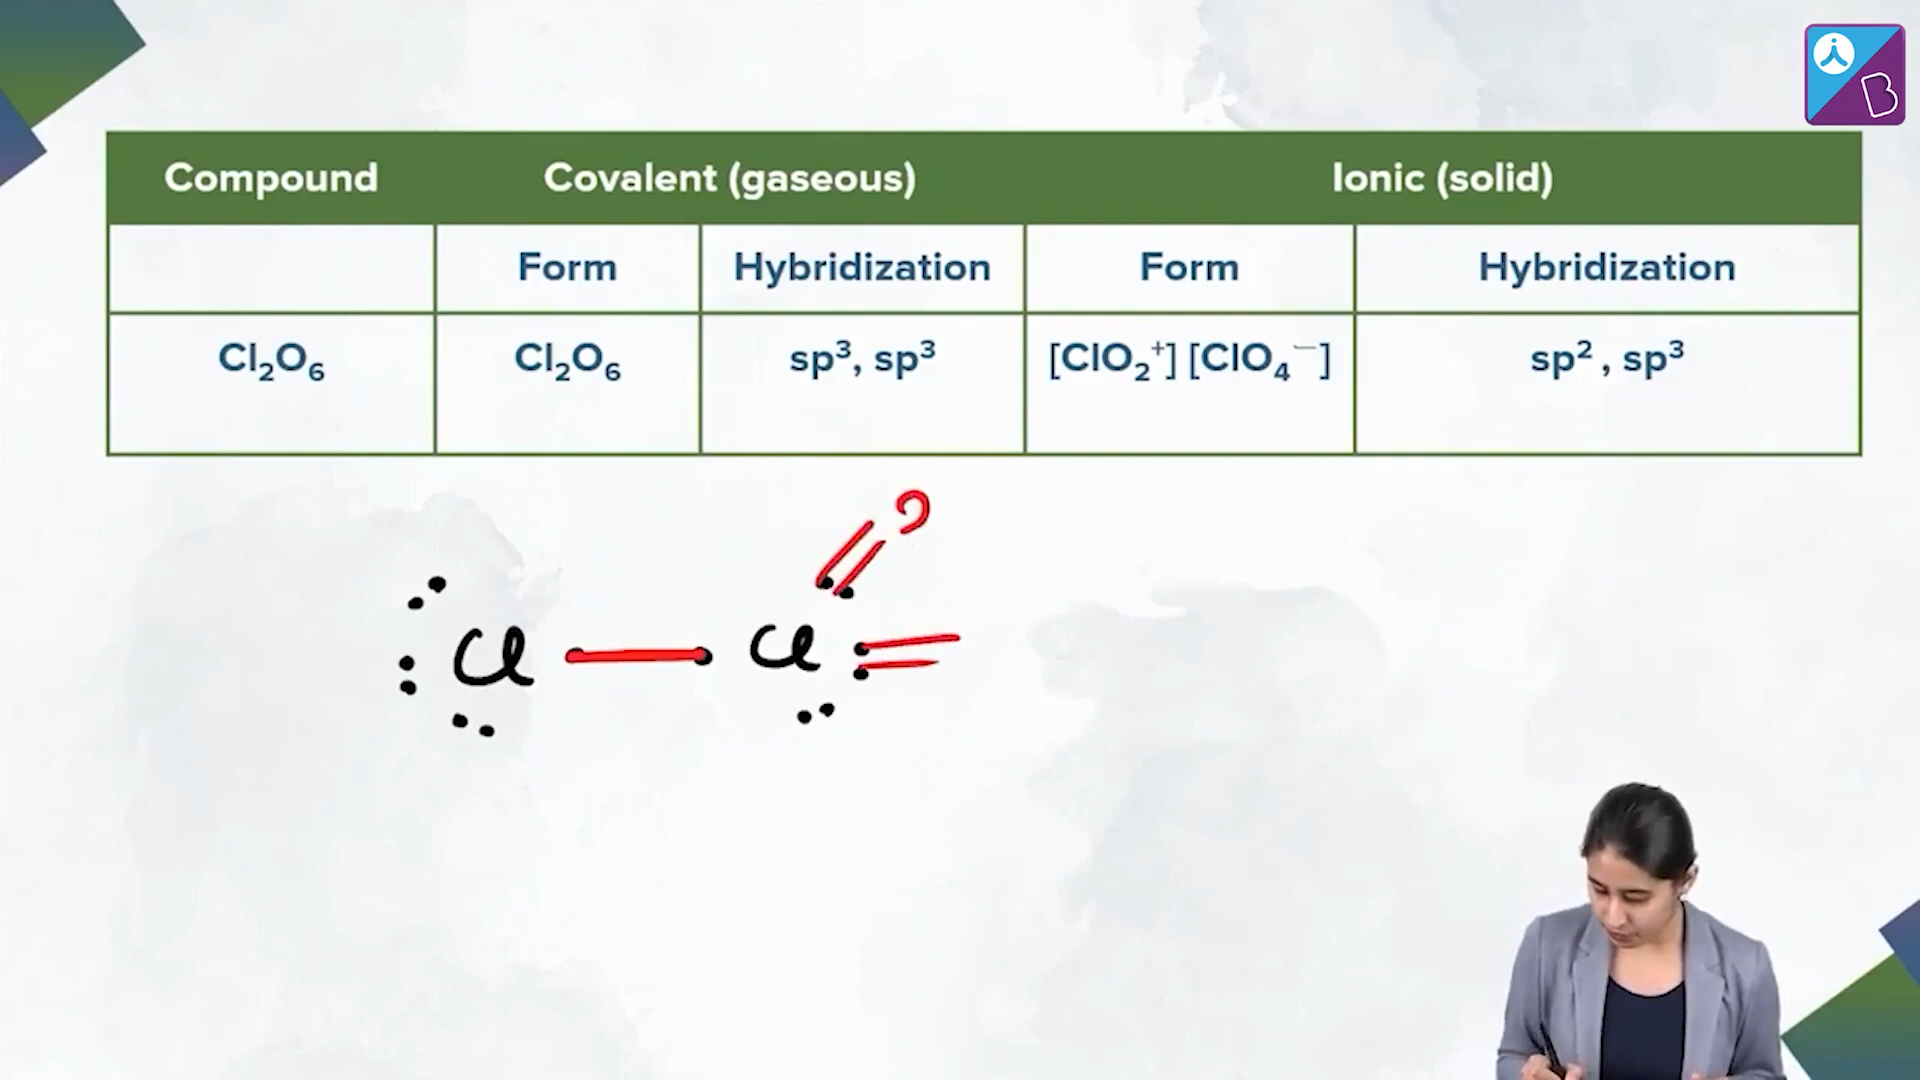 Compound Covalent (gaseous) Ionic (solid)
Form Hybridization Form Hybridization
Cl₂O₆ Cl₂O₆ sp³, sp³ [ClO₂⁺] [ClO₄⁻] sp² , sp³
O
Cl — Cl =
B